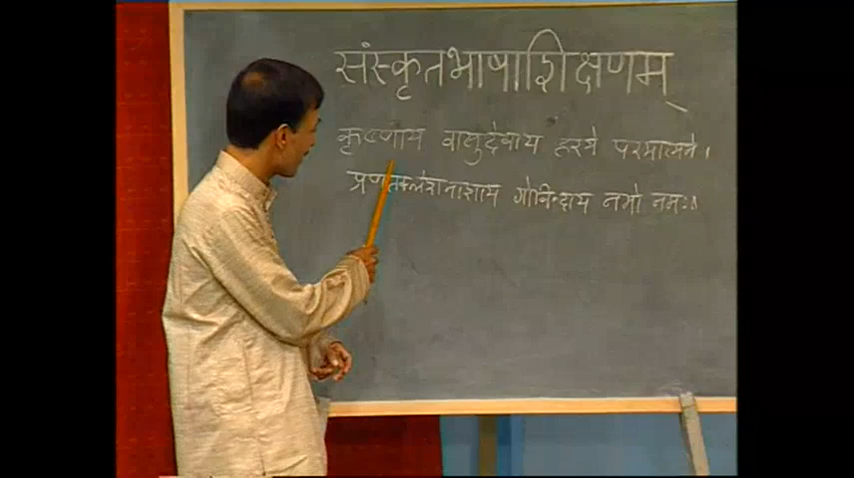 संस्कृतभाषाशिक्षणम्
कृष्णाय वासुदेवाय हरये परमात्मने ।
प्रणतक्लेशनाशाय गोविन्दाय नमो नमः ॥